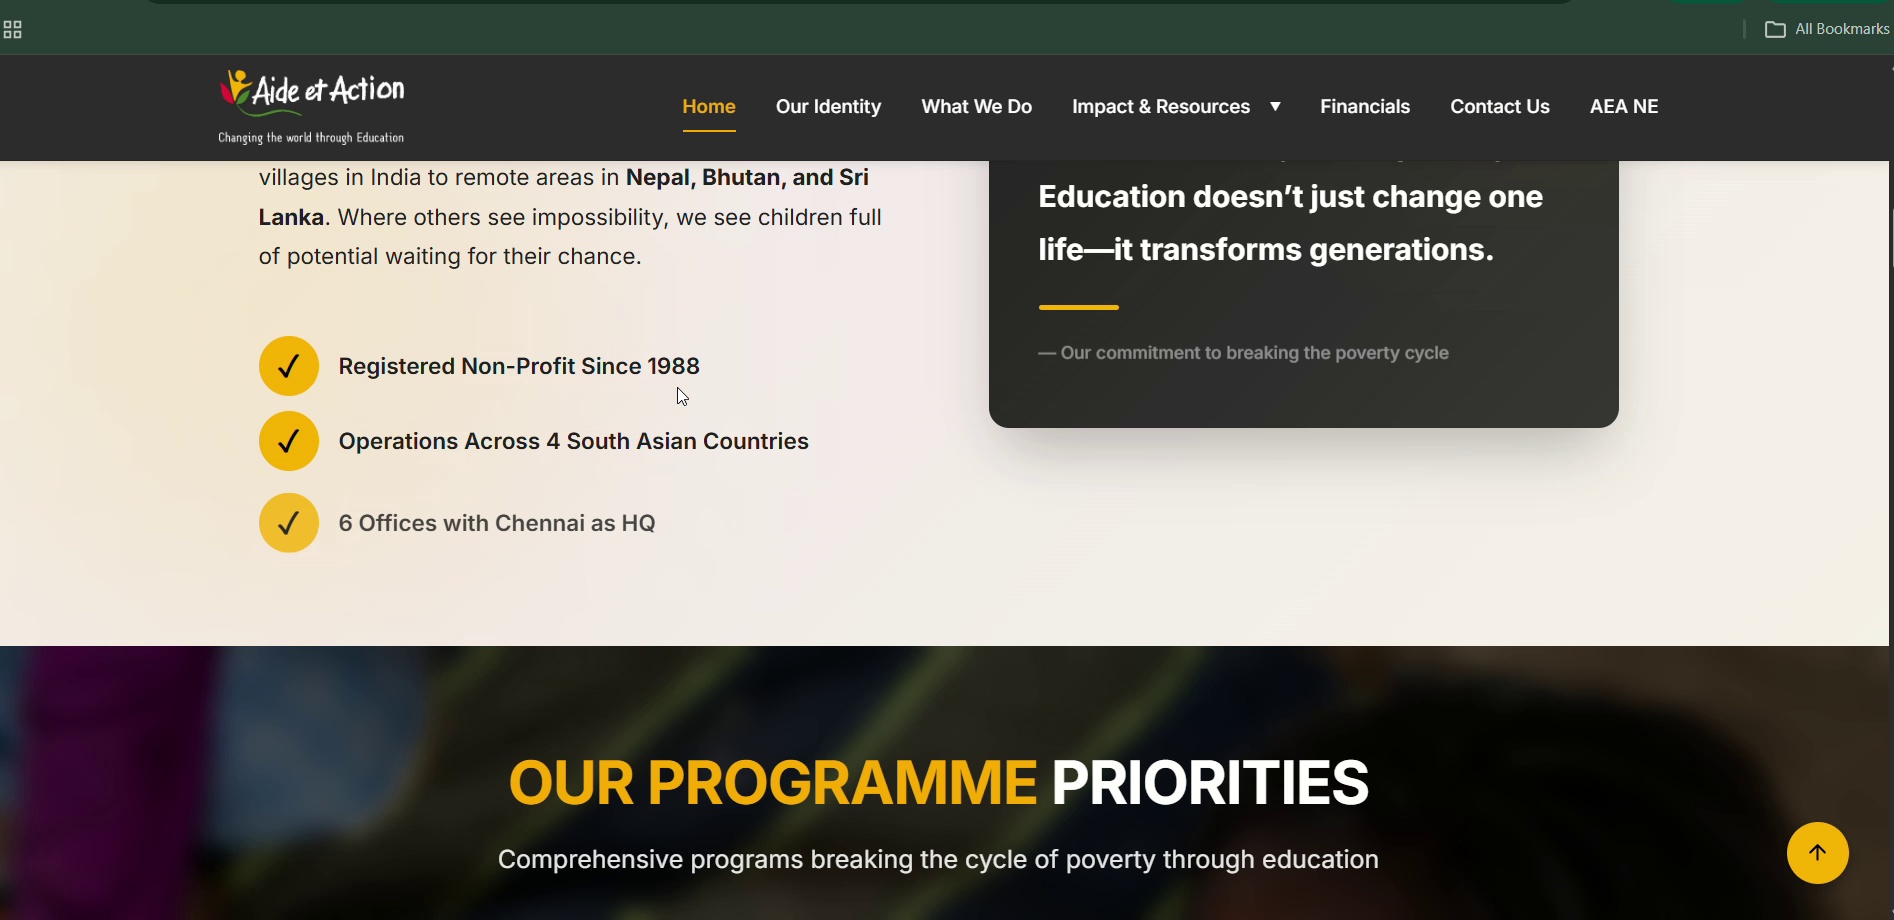 All Bookmarks
Aide et Action
Changing the world through Education
Home
Our Identity
What We Do
Impact & Resources ▼
Financials
Contact Us
AEA NE
villages in India to remote areas in Nepal, Bhutan, and Sri
Lanka. Where others see impossibility, we see children full
of potential waiting for their chance.
✓ Registered Non-Profit Since 1988
✓ Operations Across 4 South Asian Countries
✓ 6 Offices with Chennai as HQ
Education doesn’t just change one
life—it transforms generations.
— Our commitment to breaking the poverty cycle
OUR PROGRAMME PRIORITIES
Comprehensive programs breaking the cycle of poverty through education